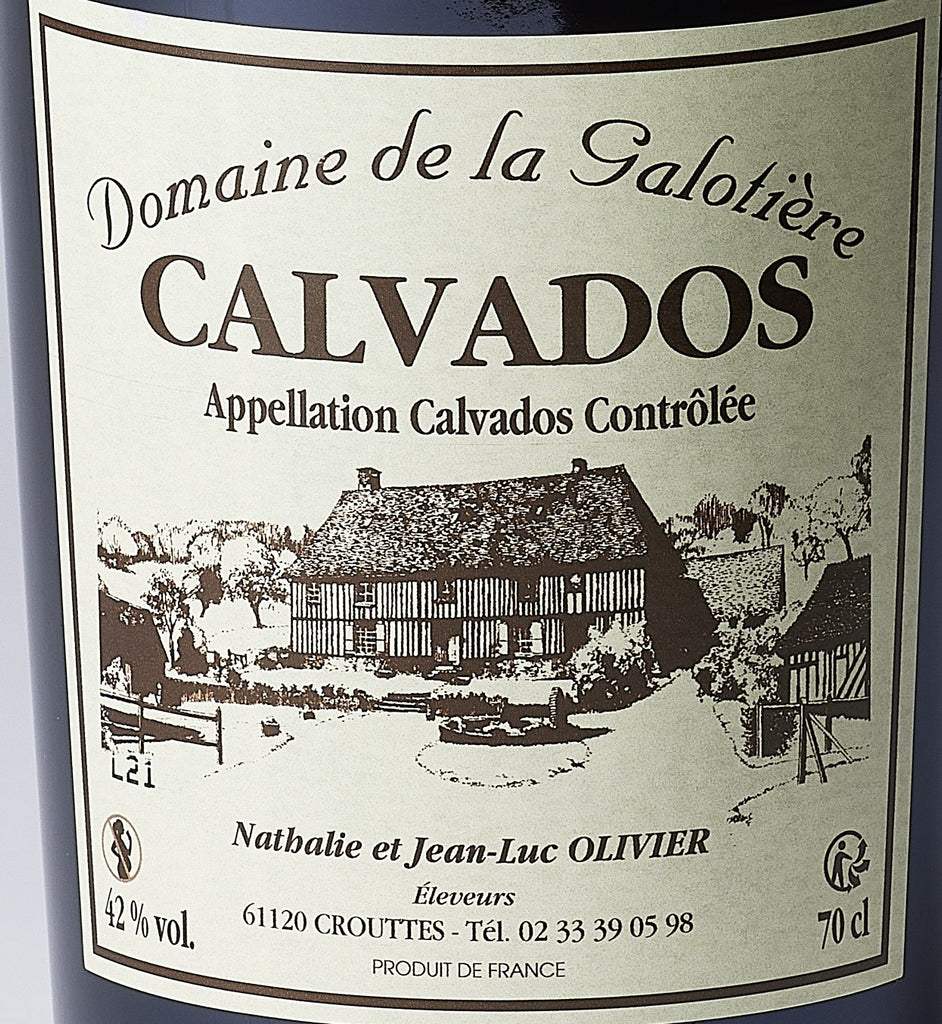 Domaine de la Galotière
CALVADOS
Appellation Calvados Contrôlée
L21
Nathalie et Jean-Luc OLIVIER
Éleveurs
61120 CROUTTES - Tél. 02 33 39 05 98
42 % vol.
70 cl
PRODUIT DE FRANCE